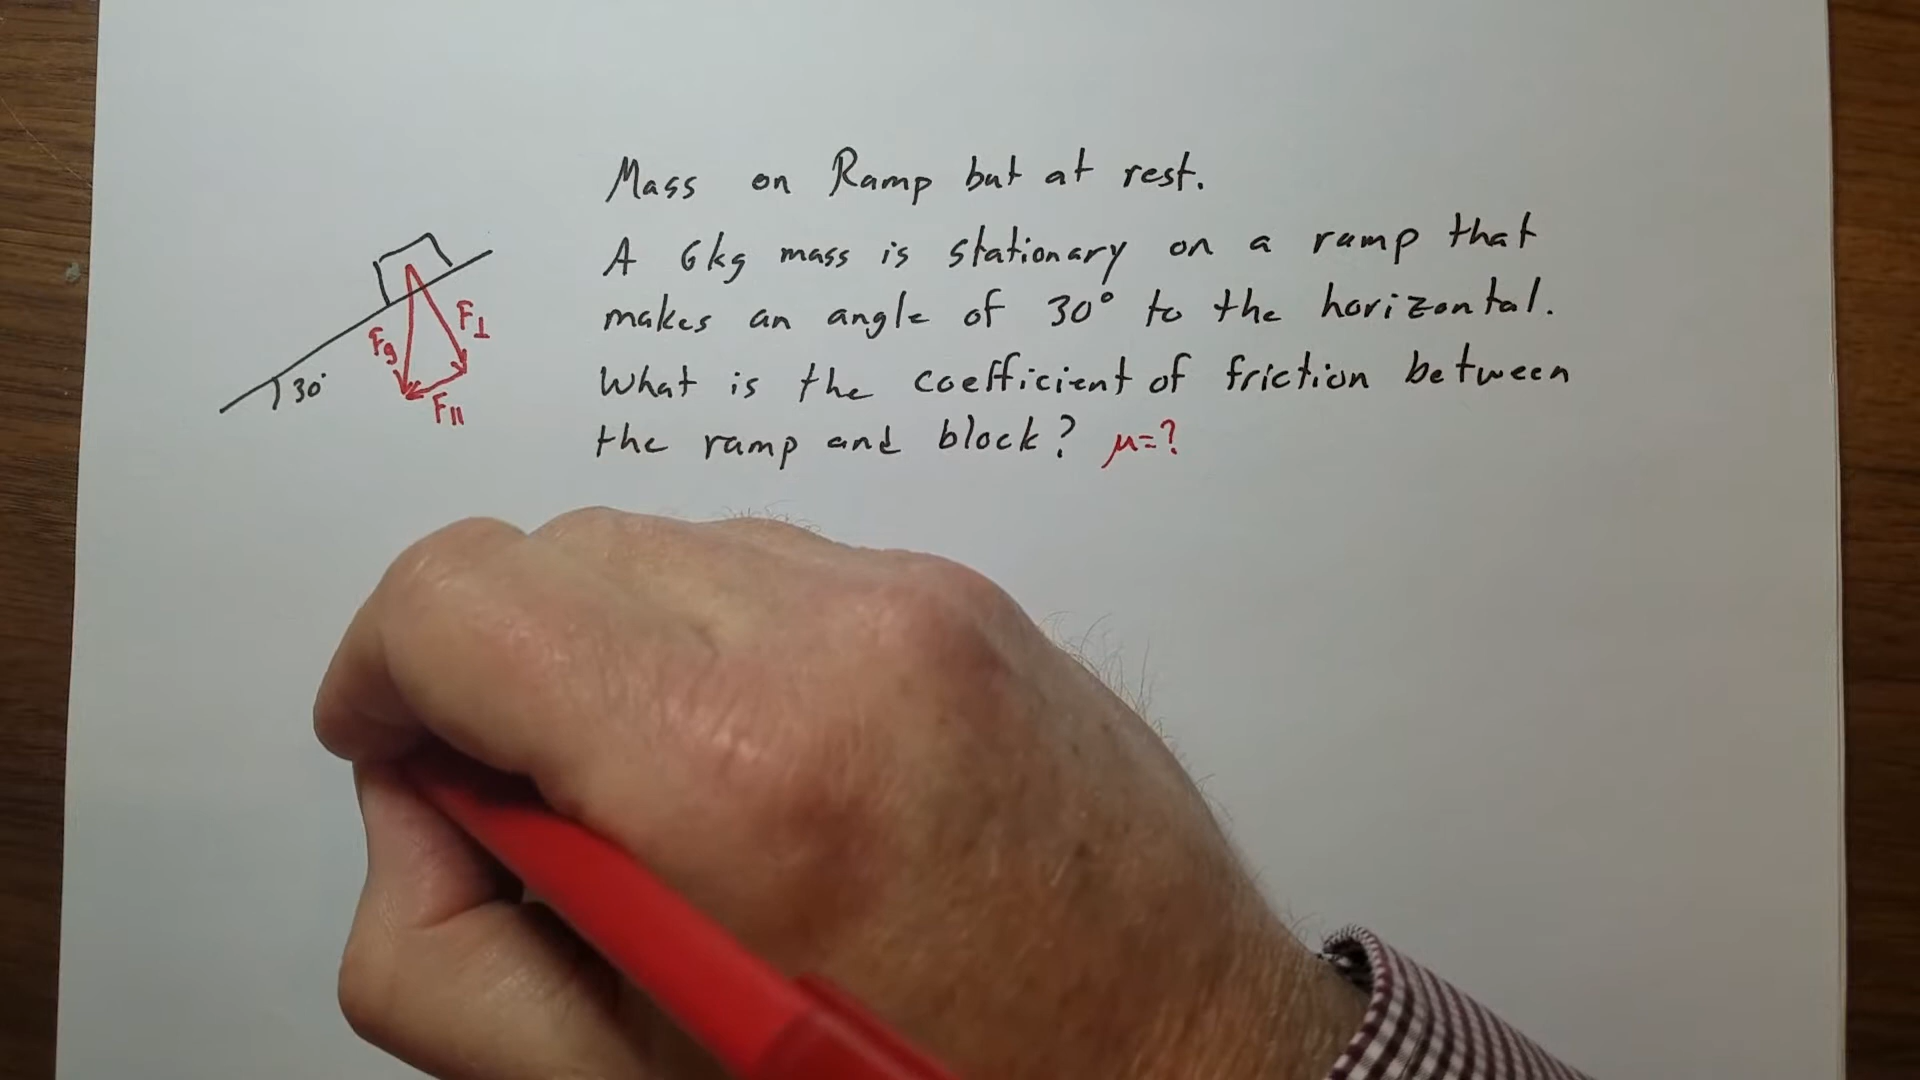 Mass on Ramp but at rest.
A 6kg mass is stationary on a ramp that
makes an angle of 30° to the horizontal.
What is the coefficient of friction between
the ramp and block? μ=?
Fg
F⊥
F||
30°